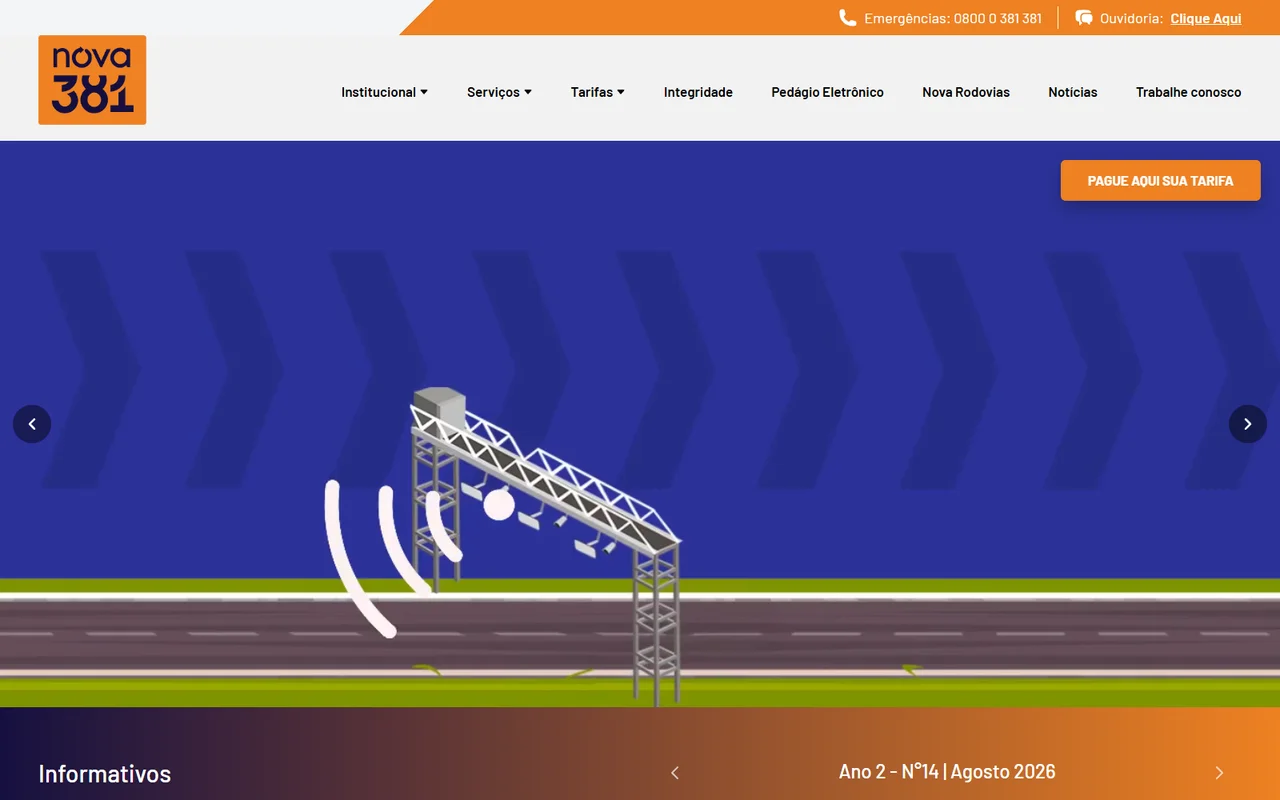 Emergências: 0800 0 381 381
Ouvidoria: Clique Aqui
nova
381
Institucional
Serviços
Tarifas
Integridade
Pedágio Eletrônico
Nova Rodovias
Notícias
Trabalhe conosco
PAGUE AQUI SUA TARIFA
Informativos
Ano 2 - N°14 | Agosto 2026